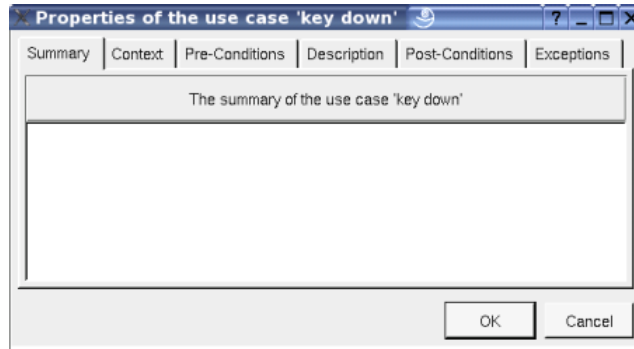 Properties of the use case 'key down'
Summary Context Pre-Conditions Description Post-Conditions Exceptions
The summary of the use case 'key down'
OK Cancel